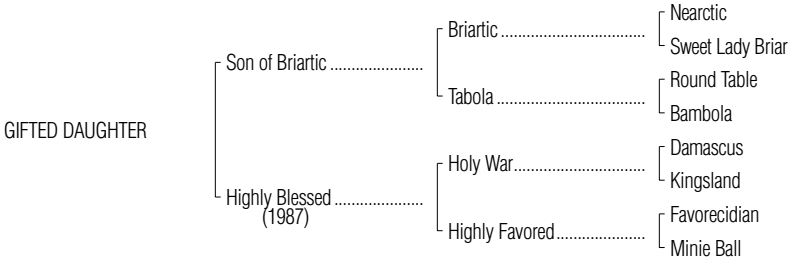 Nearctic
Briartic ..........................................
Sweet Lady Briar
Son of Briartic ...........................
Round Table
Tabola ...........................................
Bambola
GIFTED DAUGHTER
Damascus
Holy War......................................
Kingsland
Highly Blessed ..........................
(1987)
Favorecidian
Highly Favored..........................
Minie Ball